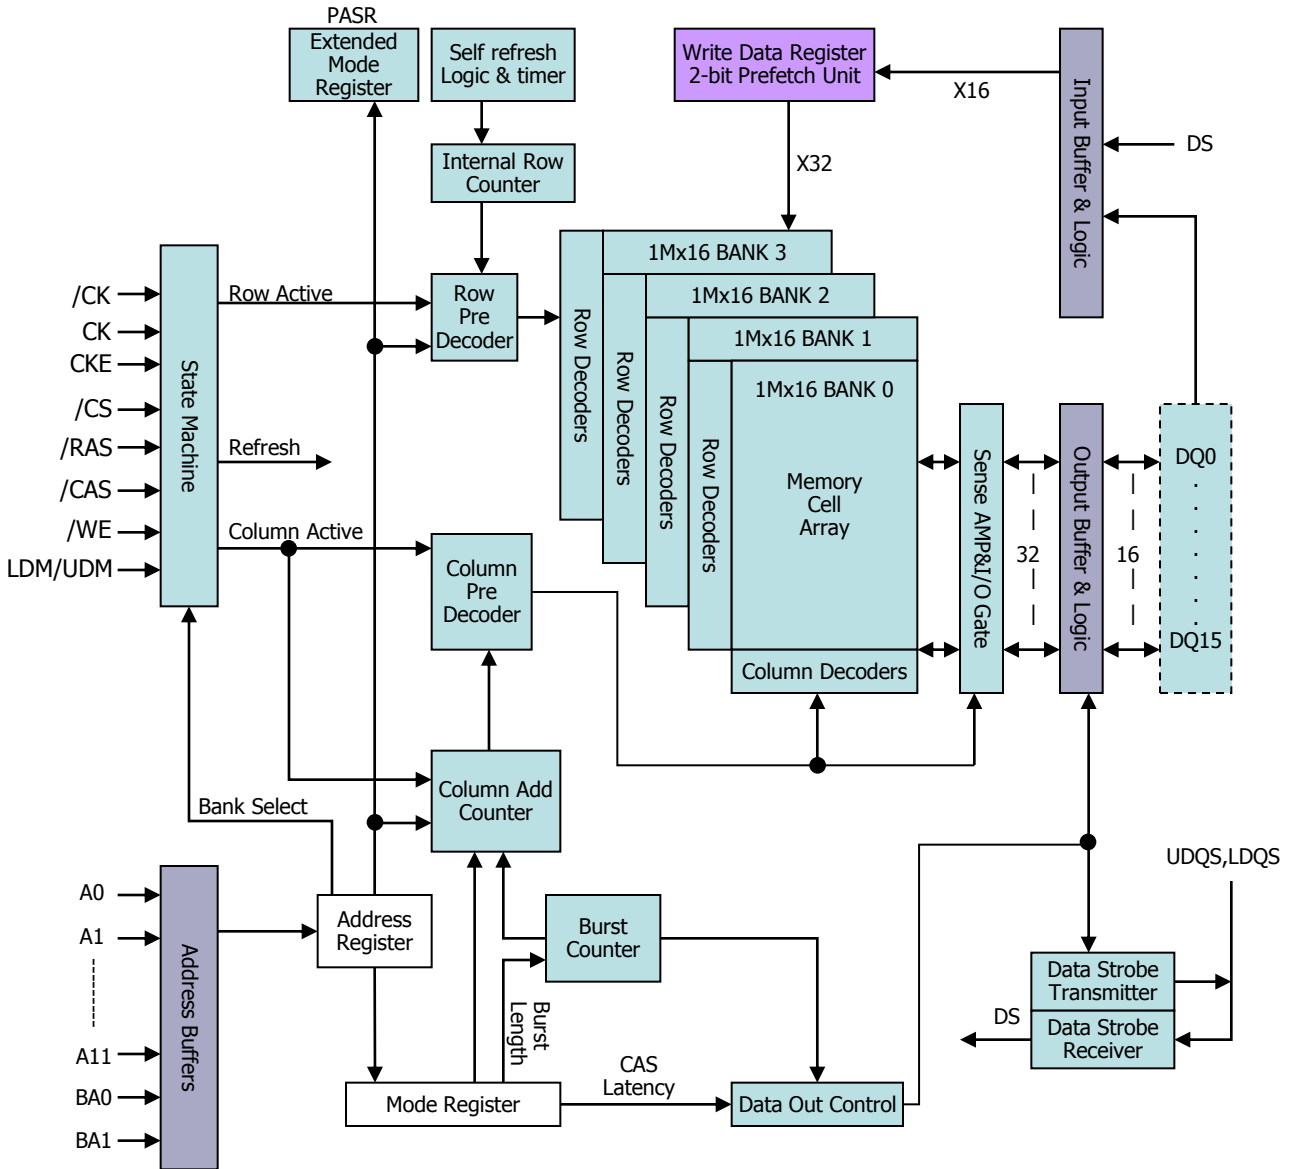 PASR
Extended
Mode
Register
Self refresh
Logic & timer
Write Data Register
2-bit Prefetch Unit
X16
Input Buffer & Logic
DS
Internal Row
Counter
X32
1Mx16 BANK 3
1Mx16 BANK 2
1Mx16 BANK 1
1Mx16 BANK 0
Row Decoders
Row Decoders
Row Decoders
Row Decoders
Memory
Cell
Array
Column Decoders
/CK
CK
CKE
/CS
/RAS
/CAS
/WE
LDM/UDM
State Machine
Row Active
Refresh
Column Active
Row
Pre
Decoder
Column
Pre
Decoder
Sense AMP&I/O Gate
32
Output Buffer & Logic
16
DQ0
DQ15
Bank Select
Column Add
Counter
A0
A1
A11
BA0
BA1
Address Buffers
Address
Register
Burst
Counter
Burst
Length
Mode Register
CAS
Latency
Data Out Control
UDQS,LDQS
Data Strobe
Transmitter
DS
Data Strobe
Receiver